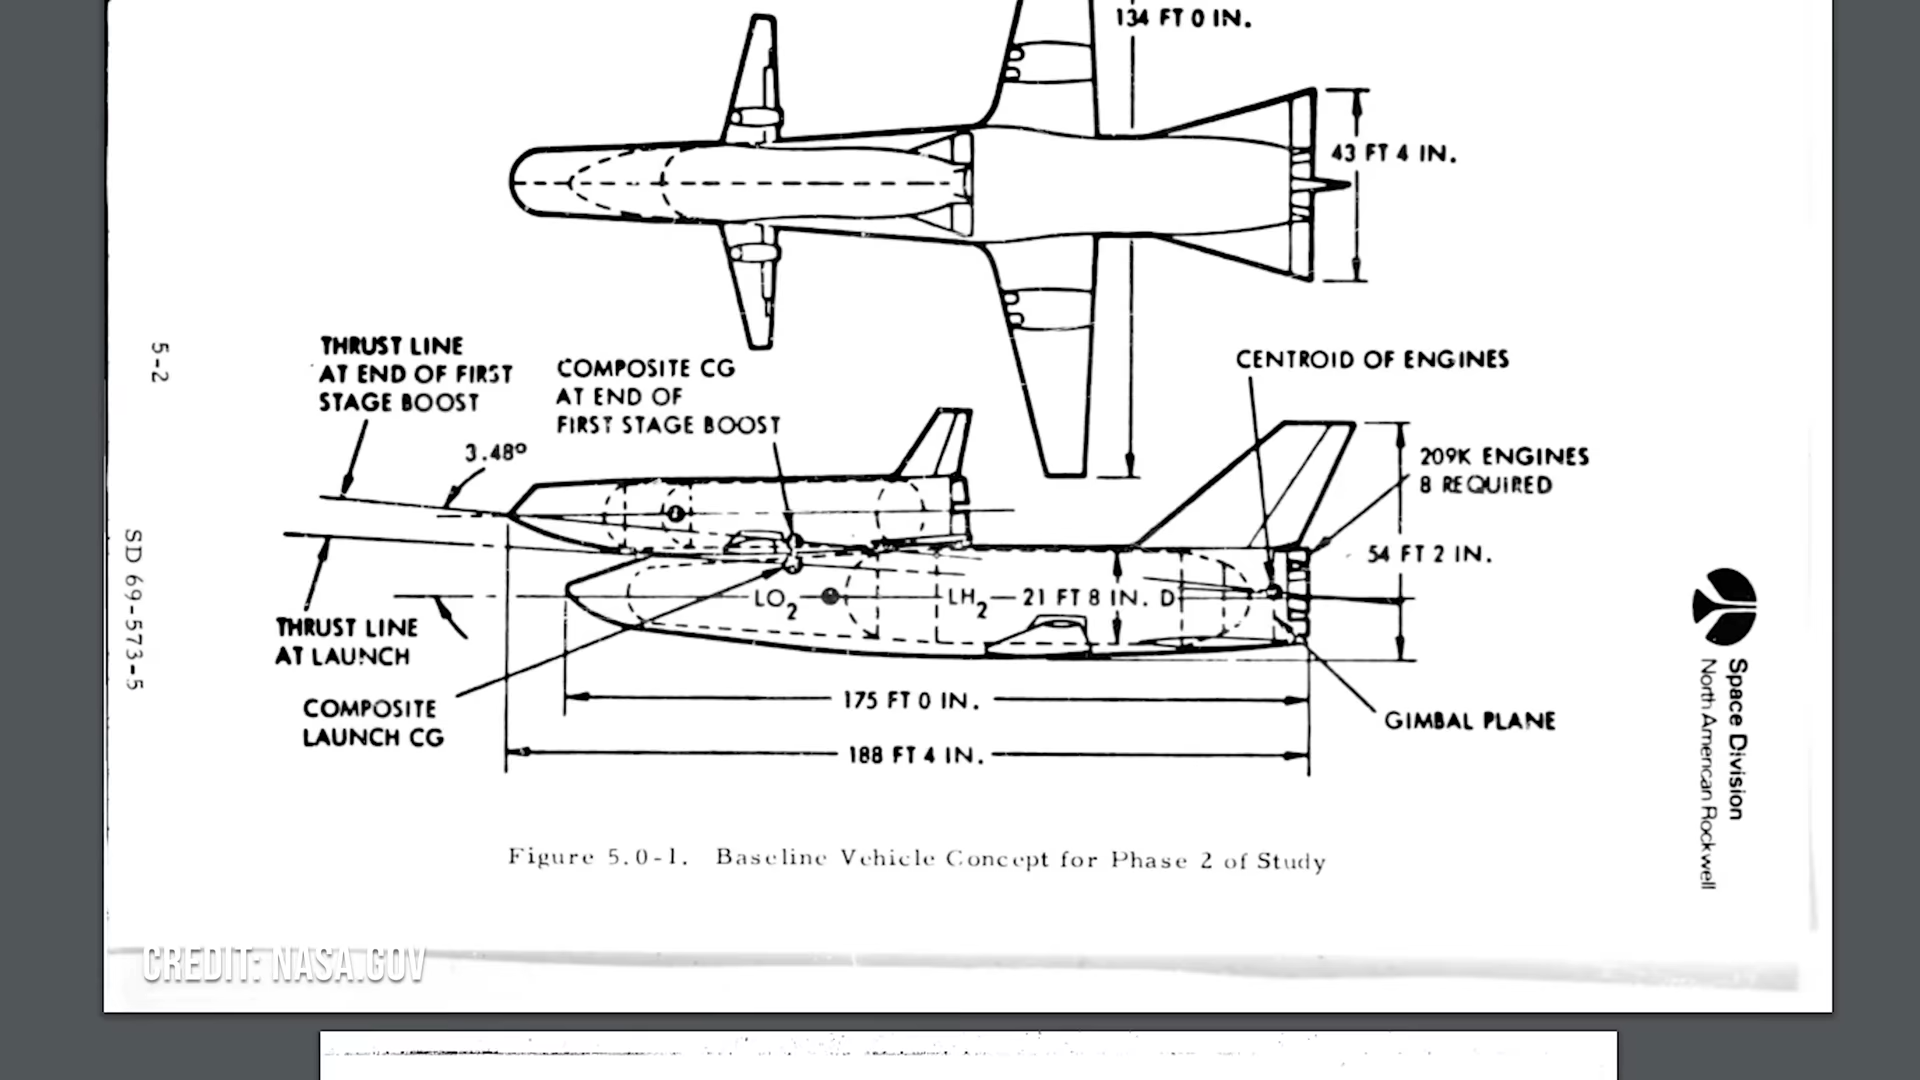 134 FT 0 IN.
43 FT 4 IN.
5-2
THRUST LINE
AT END OF FIRST
STAGE BOOST
COMPOSITE CG
AT END OF
FIRST STAGE BOOST
CENTROID OF ENGINES
3.48°
209K ENGINES
8 REQUIRED
54 FT 2 IN.
SD 69-573-5
LO2
LH2
21 FT 8 IN. D
THRUST LINE
AT LAUNCH
COMPOSITE
LAUNCH CG
175 FT 0 IN.
188 FT 4 IN.
GIMBAL PLANE
Space Division
North American Rockwell
Figure 5.0-1. Baseline Vehicle Concept for Phase 2 of Study
CREDIT: NASA.GOV